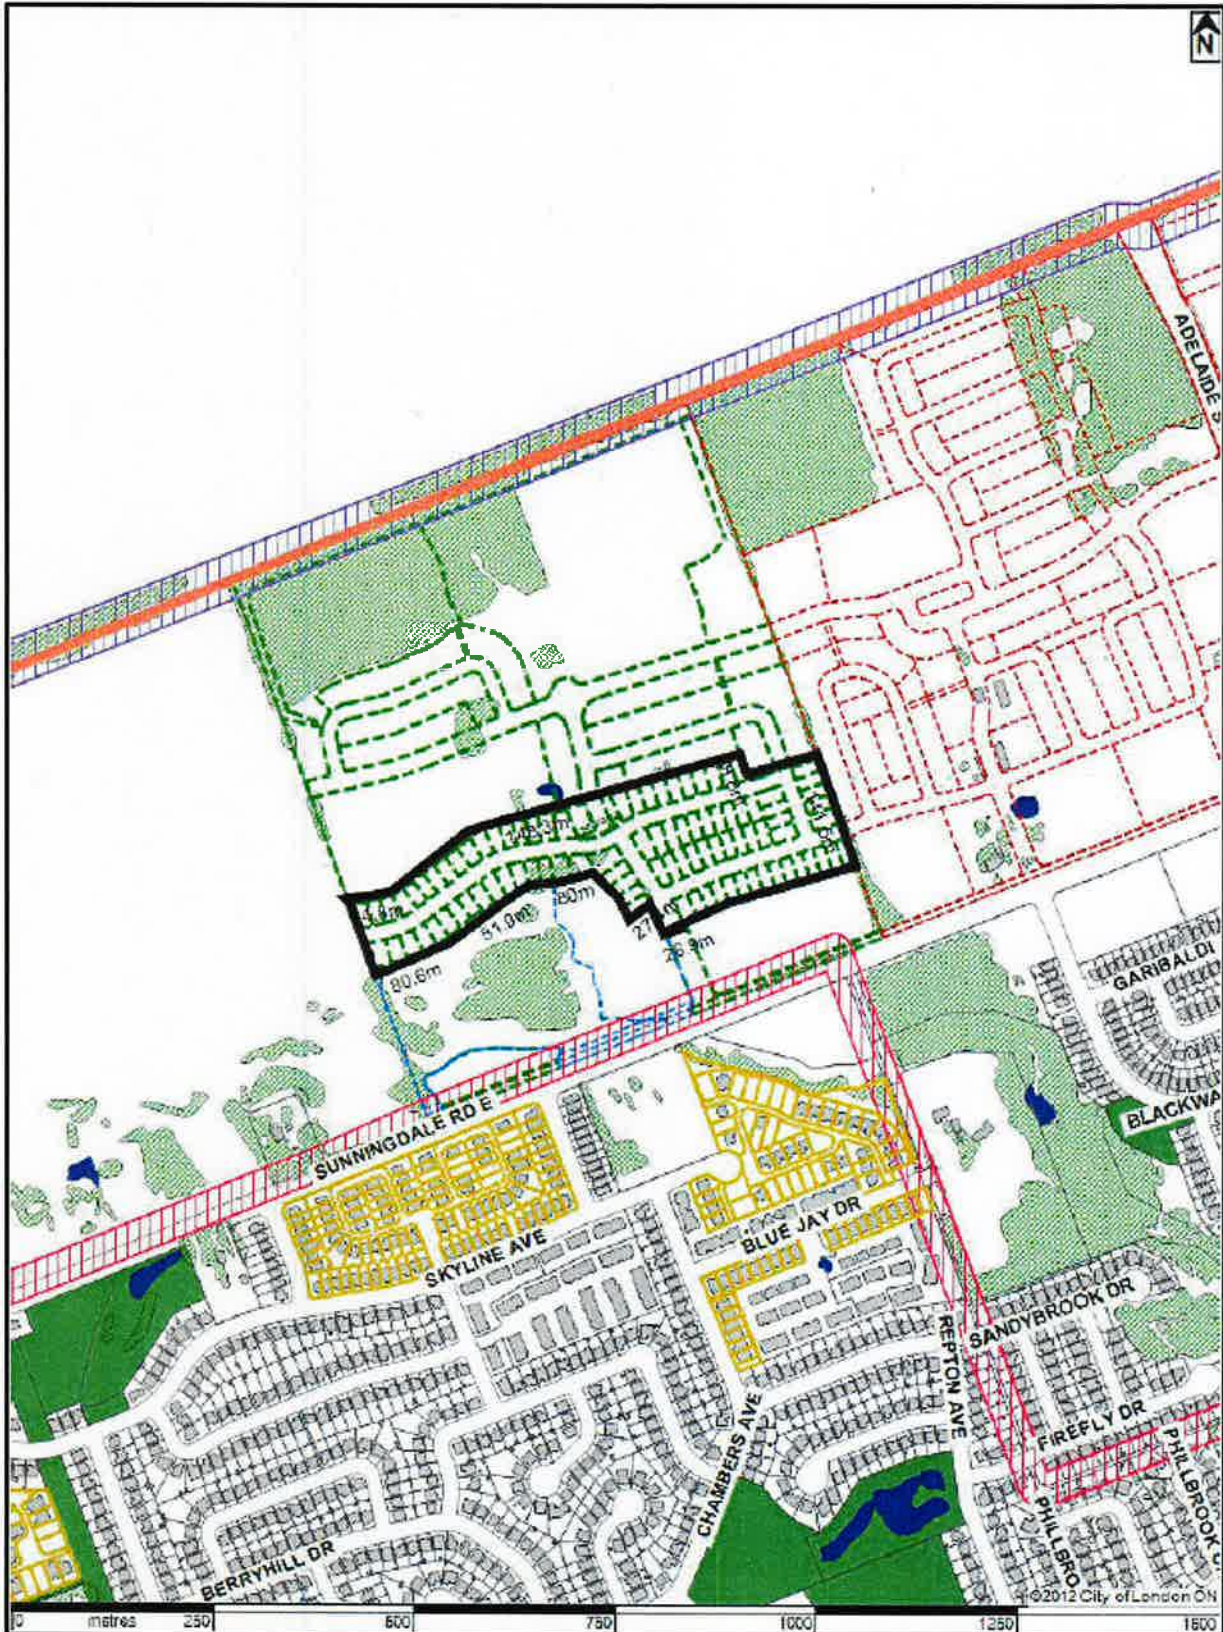 N
ADELAIDE S
80m
51.9m
26.9m
80.6m
GARIBALDI
BLACKWA
SUNNINGDALE RD E
SKYLINE AVE
BLUE JAY DR
SANDYBROOK DR
REPTON AVE
FIREFLY DR
CHAMBERS AVE
PHILLBROOK
PHILLBRO
BERRYHILL DR
©2012 City of London ON
0 metres 250 500 750 1000 1250 1500